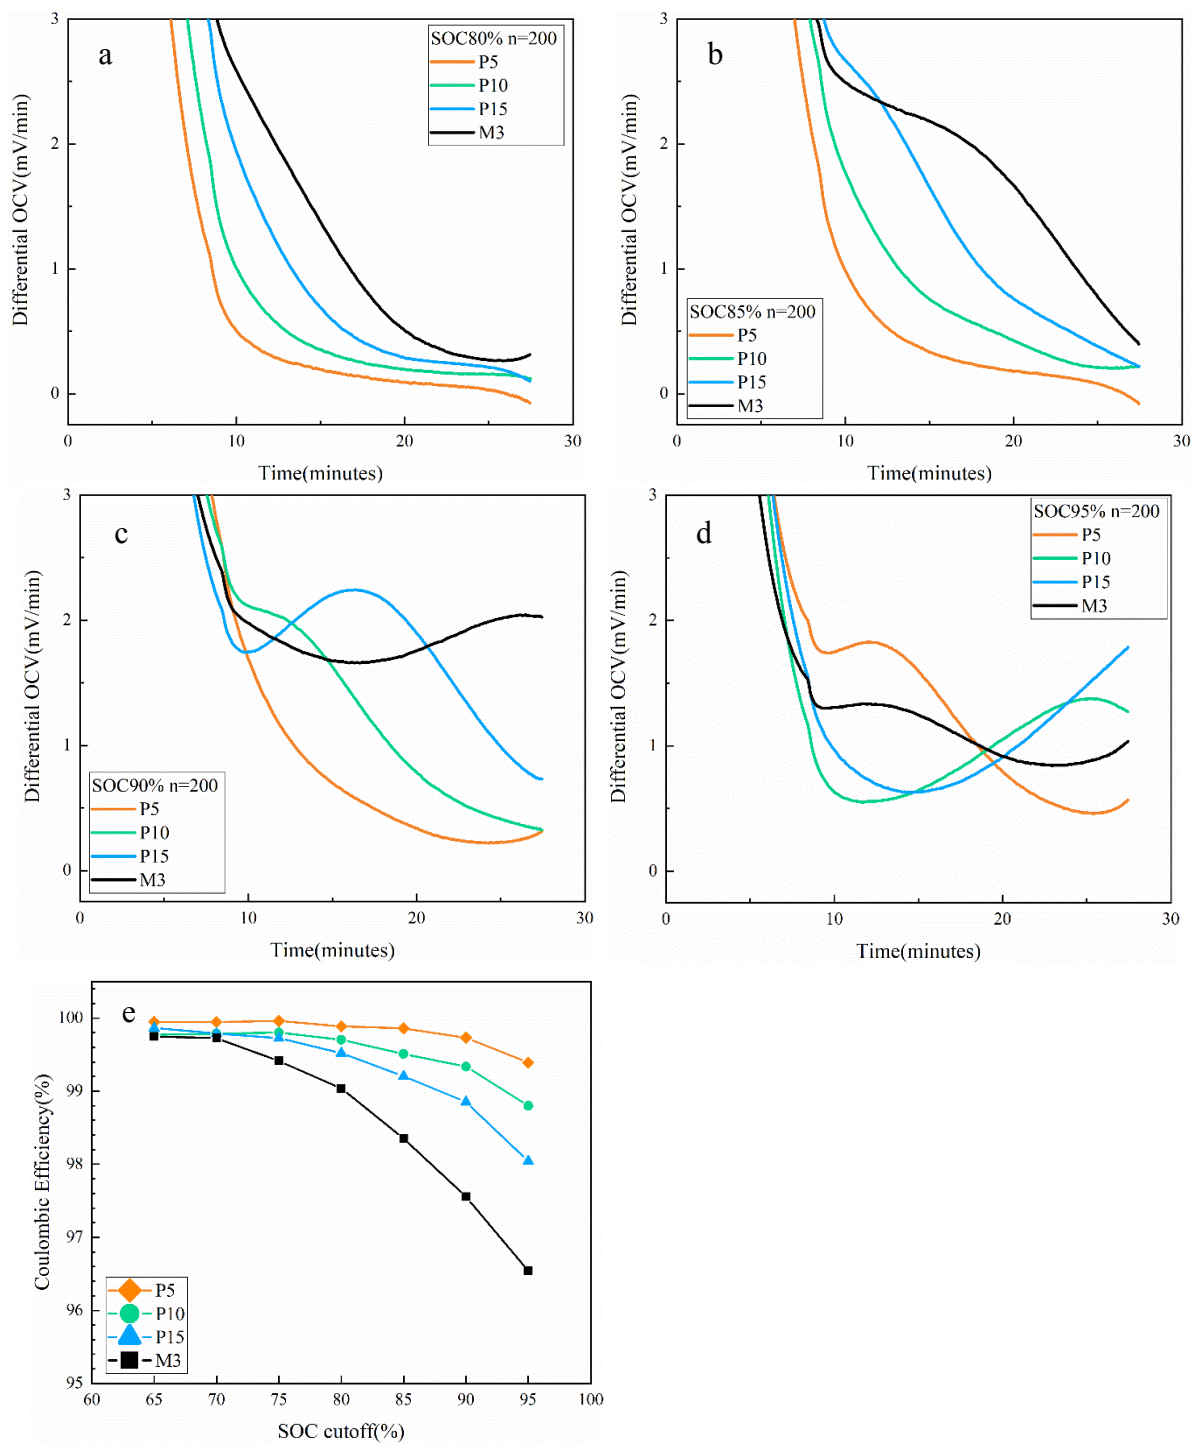 a
SOC80% n=200
P5
P10
P15
M3
3
2
1
0
Differential OCV(mV/min)
0
10
20
30
Time(minutes)
b
3
2
1
0
Differential OCV(mV/min)
SOC85% n=200
P5
P10
P15
M3
0
10
20
30
Time(minutes)
c
3
2
1
0
Differential OCV(mV/min)
SOC90% n=200
P5
P10
P15
M3
0
10
20
30
Time(minutes)
d
SOC95% n=200
P5
P10
P15
M3
3
2
1
0
Differential OCV(mV/min)
0
10
20
30
Time(minutes)
e
100
99
98
97
96
95
Coulombic Efficiency(%)
P5
P10
P15
M3
60
65
70
75
80
85
90
95
100
SOC cutoff(%)